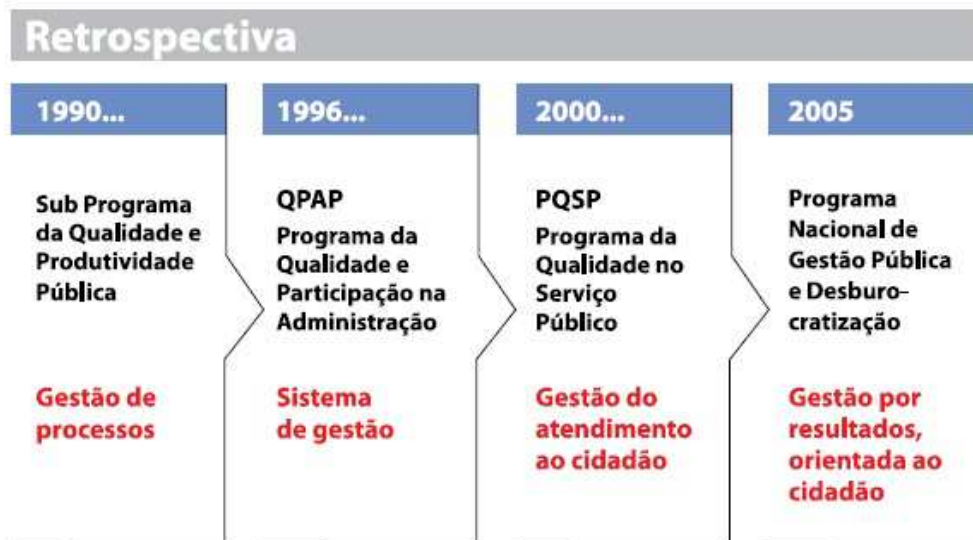 Retrospectiva
1990...
Sub Programa
da Qualidade e
Produtividade
Pública
Gestão de
processos
1996...
QPAP
Programa da
Qualidade e
Participação na
Administração
Sistema
de gestão
2000...
PQSP
Programa da
Qualidade no
Serviço
Público
Gestão do
atendimento
ao cidadão
2005
Programa
Nacional de
Gestão Pública
e Desburo-
cratização
Gestão por
resultados,
orientada ao
cidadão